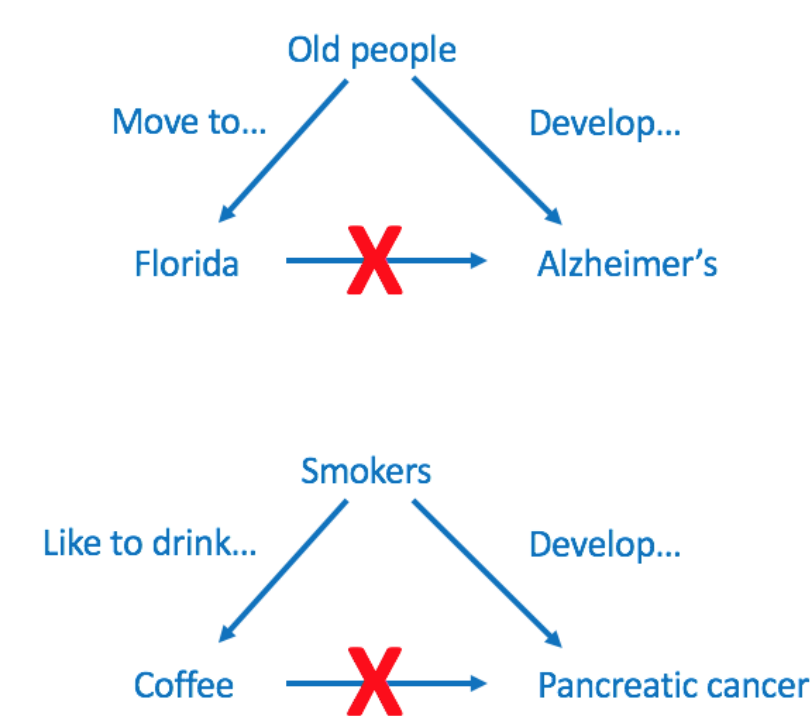 Old people
Move to...
Develop...
Florida
X
Alzheimer's
Smokers
Like to drink...
Develop...
Coffee
X
Pancreatic cancer